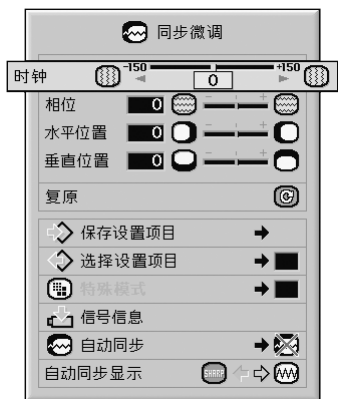 同步微调
时钟 -150 0 +150
相位 0 - +
水平位置 0 - +
垂直位置 0 - +
复原
保存设置项目
选择设置项目
特殊模式
信号信息
自动同步
自动同步显示 SHARP